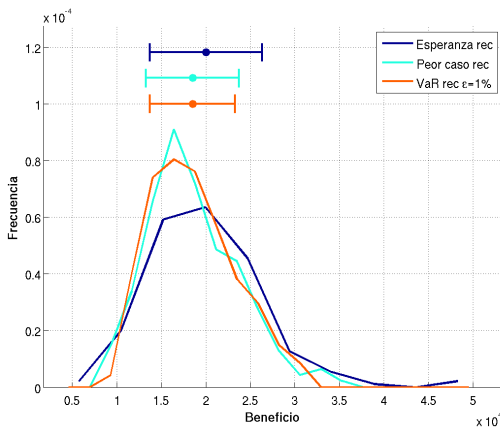 x 10⁻⁴
Esperanza rec
Peor caso rec
VaR rec ε=1%
1.2
1
0.8
0.6
0.4
0.2
0
Frecuencia
0.5 1 1.5 2 2.5 3 3.5 4 4.5 5
Beneficio
x 10